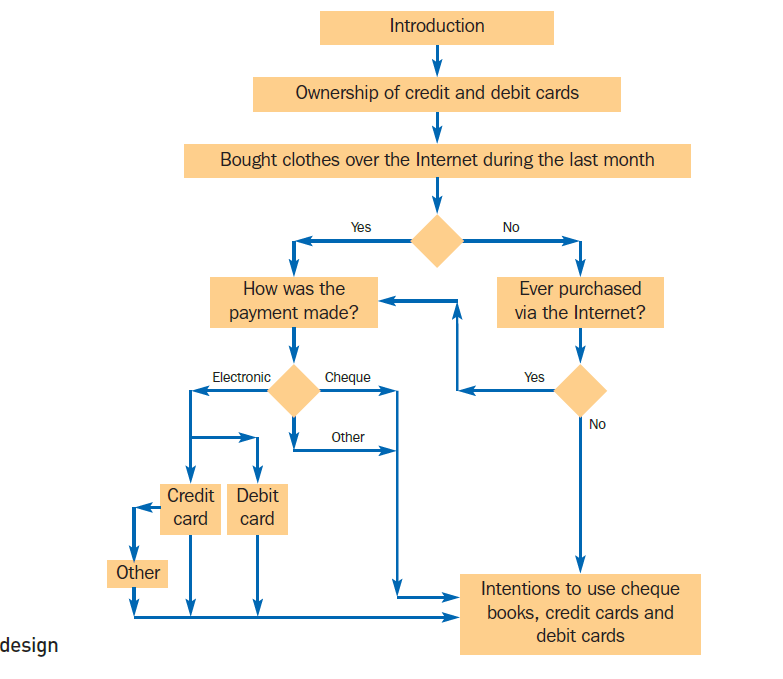 Introduction
Ownership of credit and debit cards
Bought clothes over the Internet during the last month
Yes
No
How was the
payment made?
Ever purchased
via the Internet?
Electronic
Cheque
Yes
Other
No
Credit
card
Debit
card
Other
Intentions to use cheque
books, credit cards and
debit cards
design